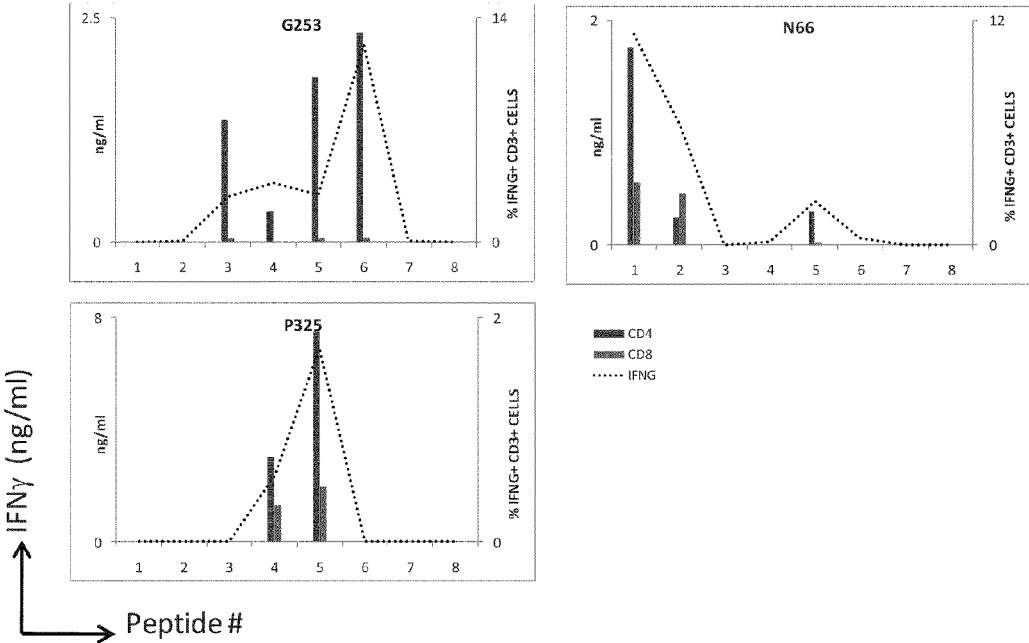 G253
2.5
14
ng/ml
% IFNG+ CD3+ CELLS
0
0
1 2 3 4 5 6 7 8
N66
2
12
ng/ml
% IFNG+ CD3+ CELLS
0
0
1 2 3 4 5 6 7 8
P325
8
2
ng/ml
% IFNG+ CD3+ CELLS
0
0
1 2 3 4 5 6 7 8
CD4
CD8
IFNG
IFNγ (ng/ml)
Peptide #